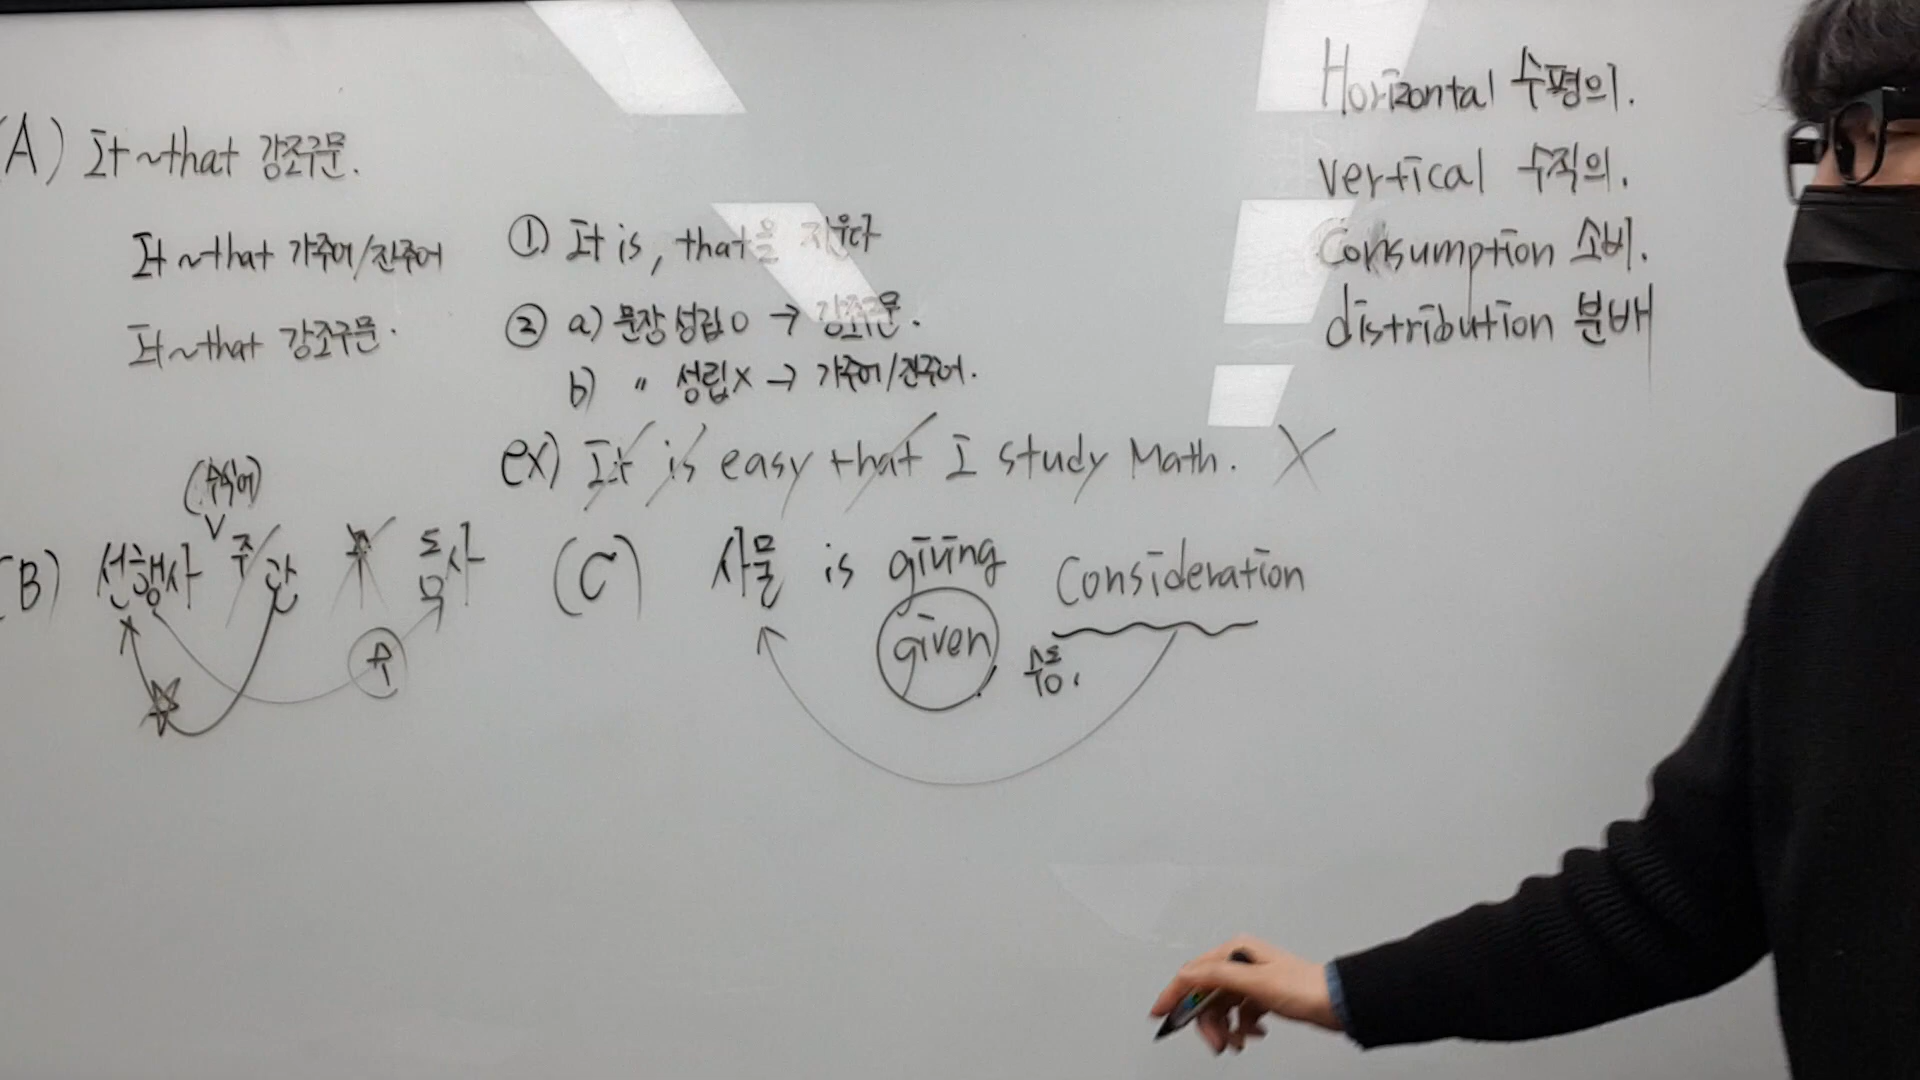 (A) It ~ that 강조구문.
It ~ that 가주어/진주어
It ~ that 강조구문.
① It is, that을 지운다
② a) 문장성립 O → 강조구문.
b) 〃 성립 X → 가주어/진주어.
ex) It is easy that I study Math. X
(B) 선행사 (수식어) V 주 관 주 동사
주
(C) 사물 is giving Consideration
given. 수동.
Horizontal 수평의.
vertical 수직의.
Consumption 소비.
distribution 분배